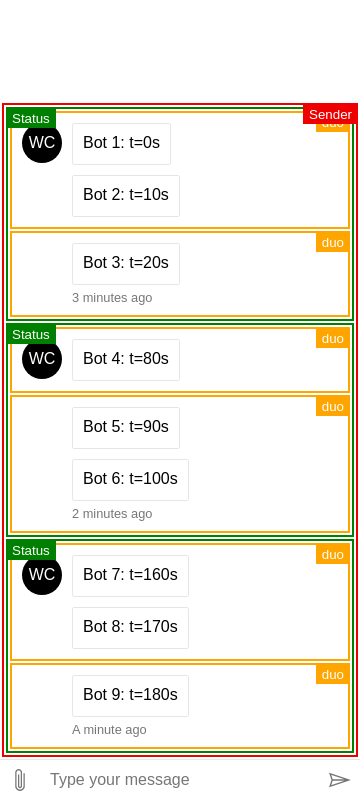 Sender
Status
duo
WC
Bot 1: t=0s
Bot 2: t=10s
duo
Bot 3: t=20s
3 minutes ago
Status
duo
WC
Bot 4: t=80s
duo
Bot 5: t=90s
Bot 6: t=100s
2 minutes ago
Status
duo
WC
Bot 7: t=160s
Bot 8: t=170s
duo
Bot 9: t=180s
A minute ago
Type your message